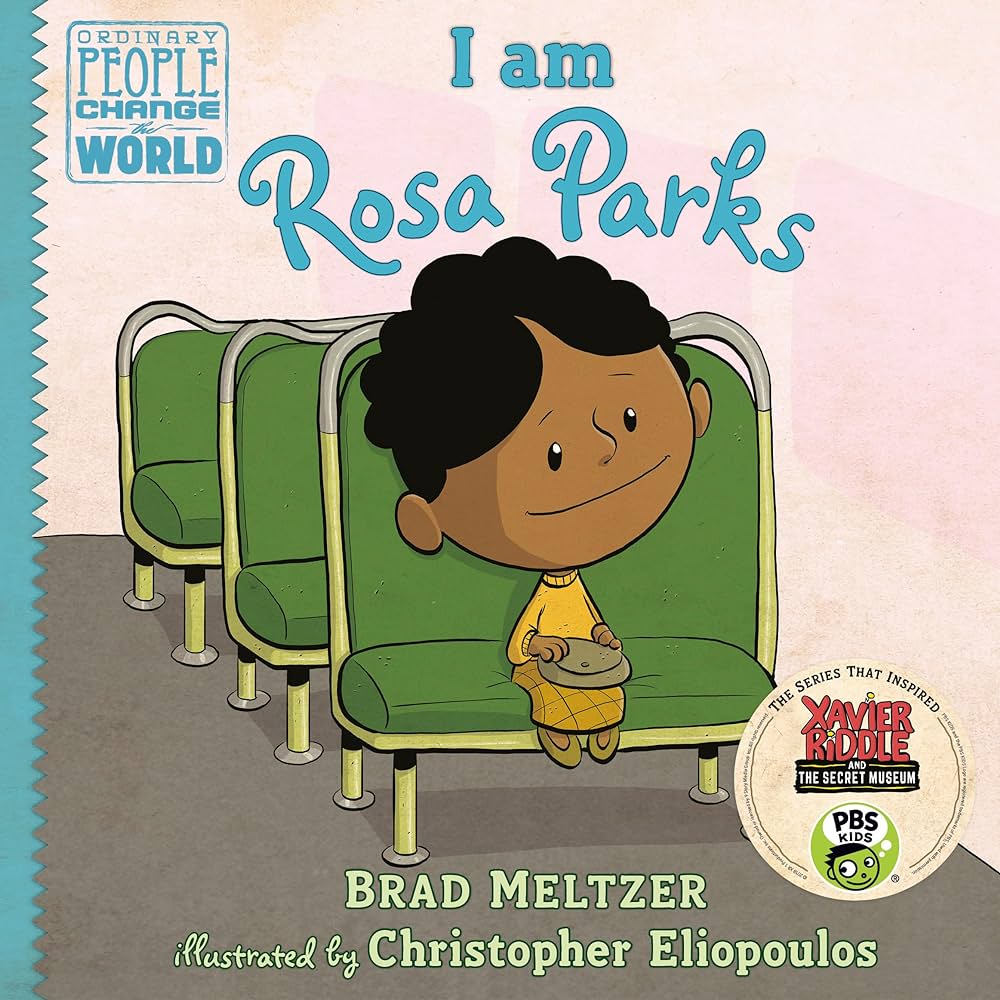 ORDINARY
PEOPLE
CHANGE
the
WORLD
I am
Rosa Parks
THE SERIES THAT INSPIRED
XAVIER
RiDDLE
AND
THE SECRET MUSEUM
PBS
KIDS
®
BRAD MELTZER
illustrated by Christopher Eliopoulos